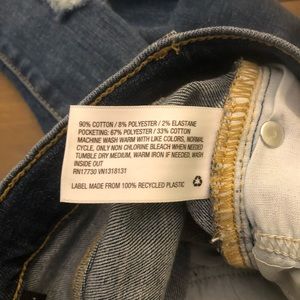 90% COTTON / 8% POLYESTER / 2% ELASTANE
POCKETING: 67% POLYESTER / 33% COTTON
MACHINE WASH WARM WITH LIKE COLORS, NORMAL
CYCLE, ONLY NON CHLORINE BLEACH WHEN NEEDED
TUMBLE DRY MEDIUM, WARM IRON IF NEEDED, WASH
INSIDE OUT
RN17730 VN1318131
LABEL MADE FROM 100% RECYCLED PLASTIC